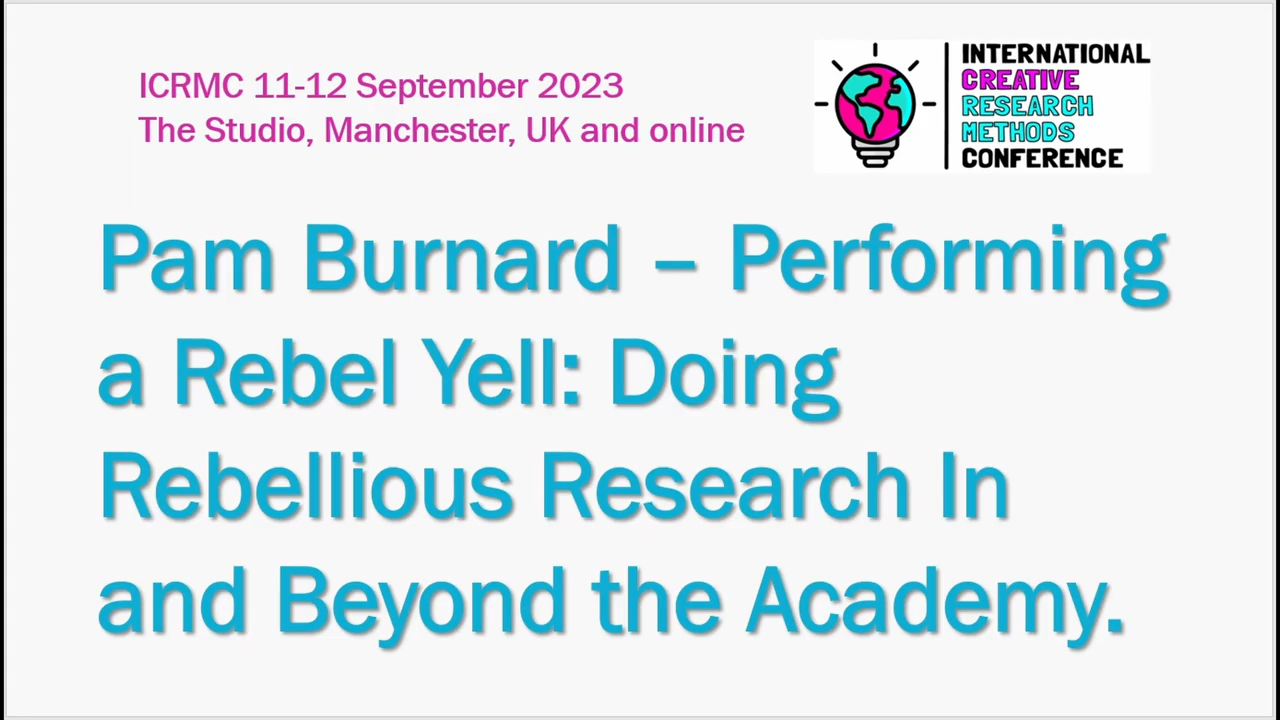 ICRMC 11-12 September 2023
The Studio, Manchester, UK and online
INTERNATIONAL
CREATIVE
RESEARCH
METHODS
CONFERENCE
Pam Burnard – Performing
a Rebel Yell: Doing
Rebellious Research In
and Beyond the Academy.